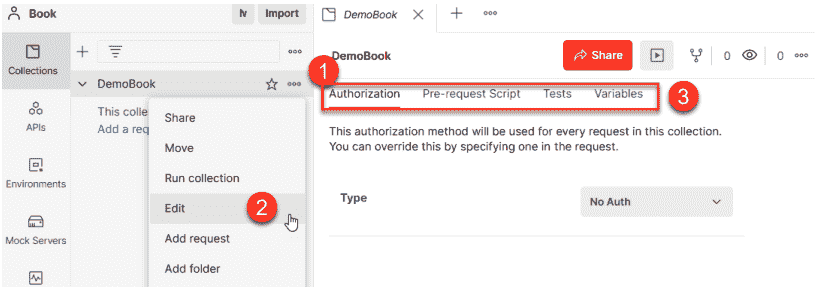 Book
lv
Import
DemoBook
DemoBook
Share
0
0
Collections
DemoBook
1
Authorization
Pre-request Script
Tests
Variables
3
This colle
Add a req
APIs
Share
Move
Run collection
Edit
2
Add request
Add folder
Environments
Mock Servers
This authorization method will be used for every request in this collection.
You can override this by specifying one in the request.
Type
No Auth